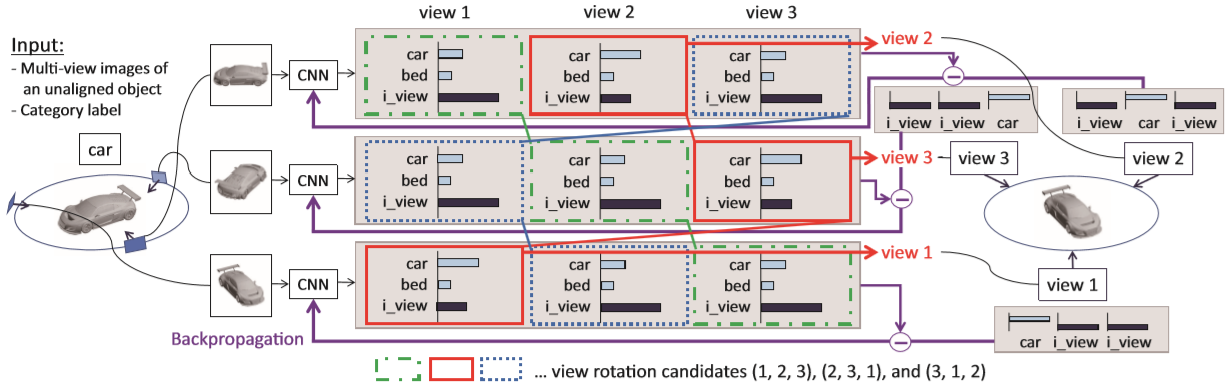 view 1 view 2 view 3
Input:
- Multi-view images of
an unaligned object
- Category label
car
CNN
car
bed
i_view
car
bed
i_view
car
bed
i_view
view 2
i_view i_view car
i_view car i_view
CNN
car
bed
i_view
car
bed
i_view
car
bed
i_view
view 3
view 3
view 2
CNN
car
bed
i_view
car
bed
i_view
car
bed
i_view
view 1
view 1
Backpropagation
car i_view i_view
... view rotation candidates (1, 2, 3), (2, 3, 1), and (3, 1, 2)